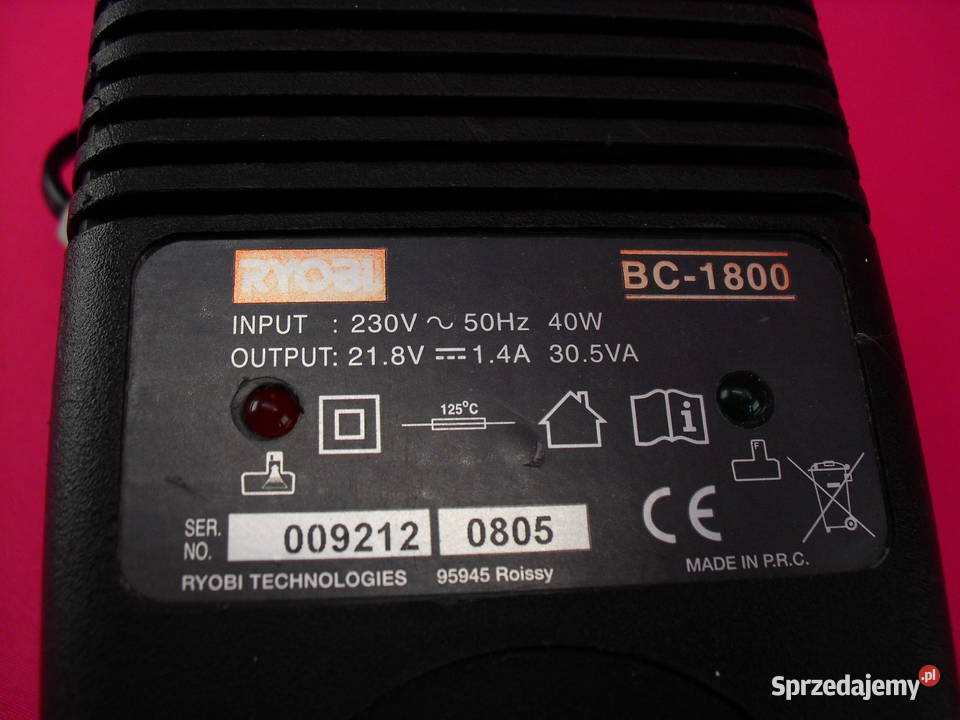 RYOBI
BC-1800
INPUT : 230V ~ 50Hz 40W
OUTPUT: 21.8V ⎓ 1.4A 30.5VA
125°C
i
F
SER. NO. 009212 0805
CE
RYOBI TECHNOLOGIES 95945 Roissy
MADE IN P.R.C.
Sprzedajemy.pl